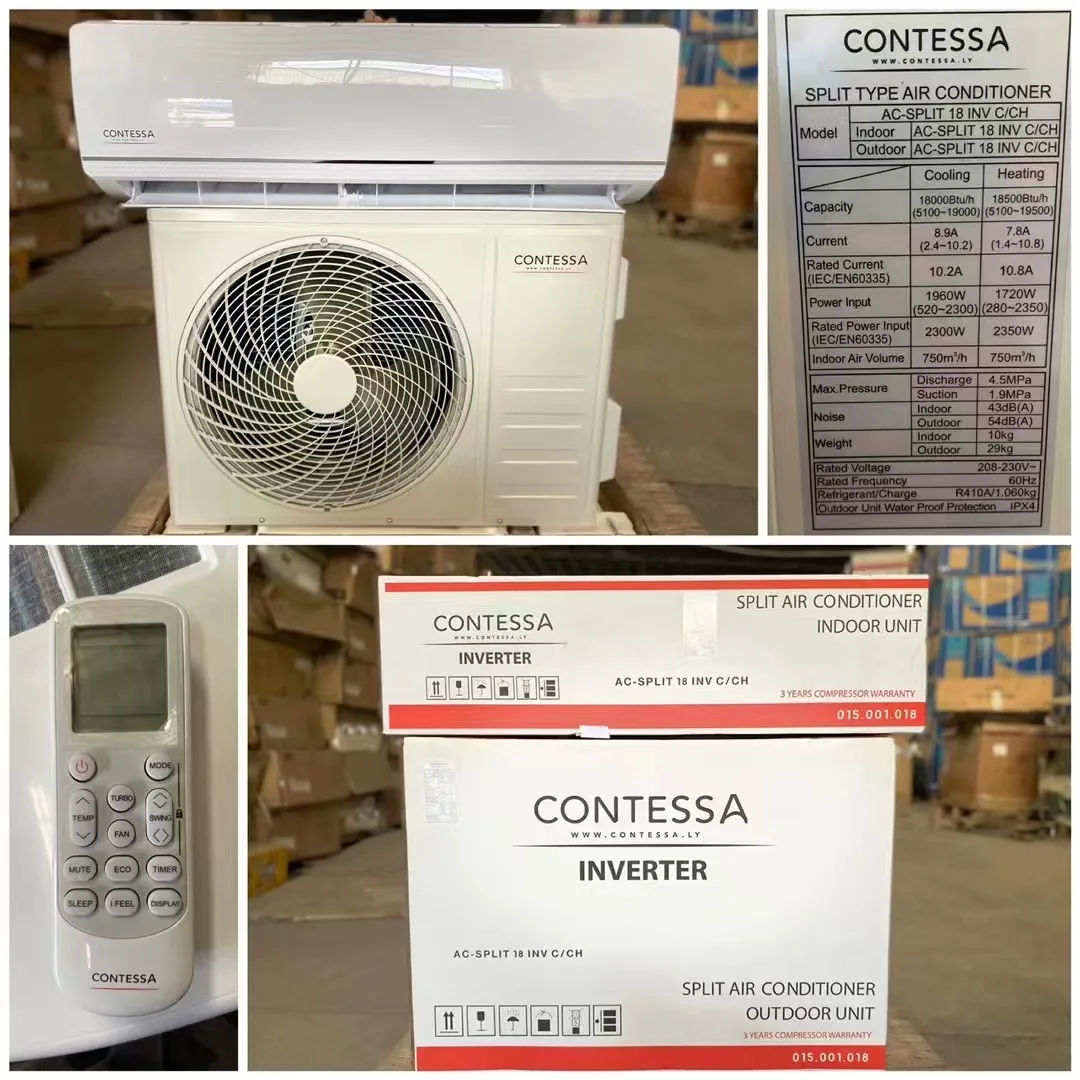 CONTESSA
CONTESSA
WWW.CONTESSA.LY
CONTESSA
WWW.CONTESSA.LY
SPLIT TYPE AIR CONDITIONER
Model AC-SPLIT 18 INV C/CH
Indoor AC-SPLIT 18 INV C/CH
Outdoor AC-SPLIT 18 INV C/CH
Cooling Heating
Capacity 18000Btu/h (5100~19000) 18500Btu/h (5100~19500)
Current 8.9A (2.4~10.2) 7.8A (1.4~10.8)
Rated Current (IEC/EN60335) 10.2A 10.8A
Power Input 1960W (520~2300) 1720W (280~2350)
Rated Power Input (IEC/EN60335) 2300W 2350W
Indoor Air Volume 750m³/h 750m³/h
Max.Pressure Discharge 4.5MPa
Suction 1.9MPa
Noise Indoor 43dB(A)
Outdoor 54dB(A)
Weight Indoor 10kg
Outdoor 29kg
Rated Voltage 208-230V~
Rated Frequency 60Hz
Refrigerant/Charge R410A/1.060kg
Outdoor Unit Water Proof Protection IPX4
MODE
TURBO
TEMP SWING
FAN
MUTE ECO TIMER
SLEEP I FEEL DISPLAY
CONTESSA
CONTESSA
WWW.CONTESSA.LY
INVERTER
SPLIT AIR CONDITIONER
INDOOR UNIT
AC-SPLIT 18 INV C/CH
3 YEARS COMPRESSOR WARRANTY
015.001.018
CONTESSA
WWW.CONTESSA.LY
INVERTER
AC-SPLIT 18 INV C/CH
SPLIT AIR CONDITIONER
OUTDOOR UNIT
3 YEARS COMPRESSOR WARRANTY
015.001.018